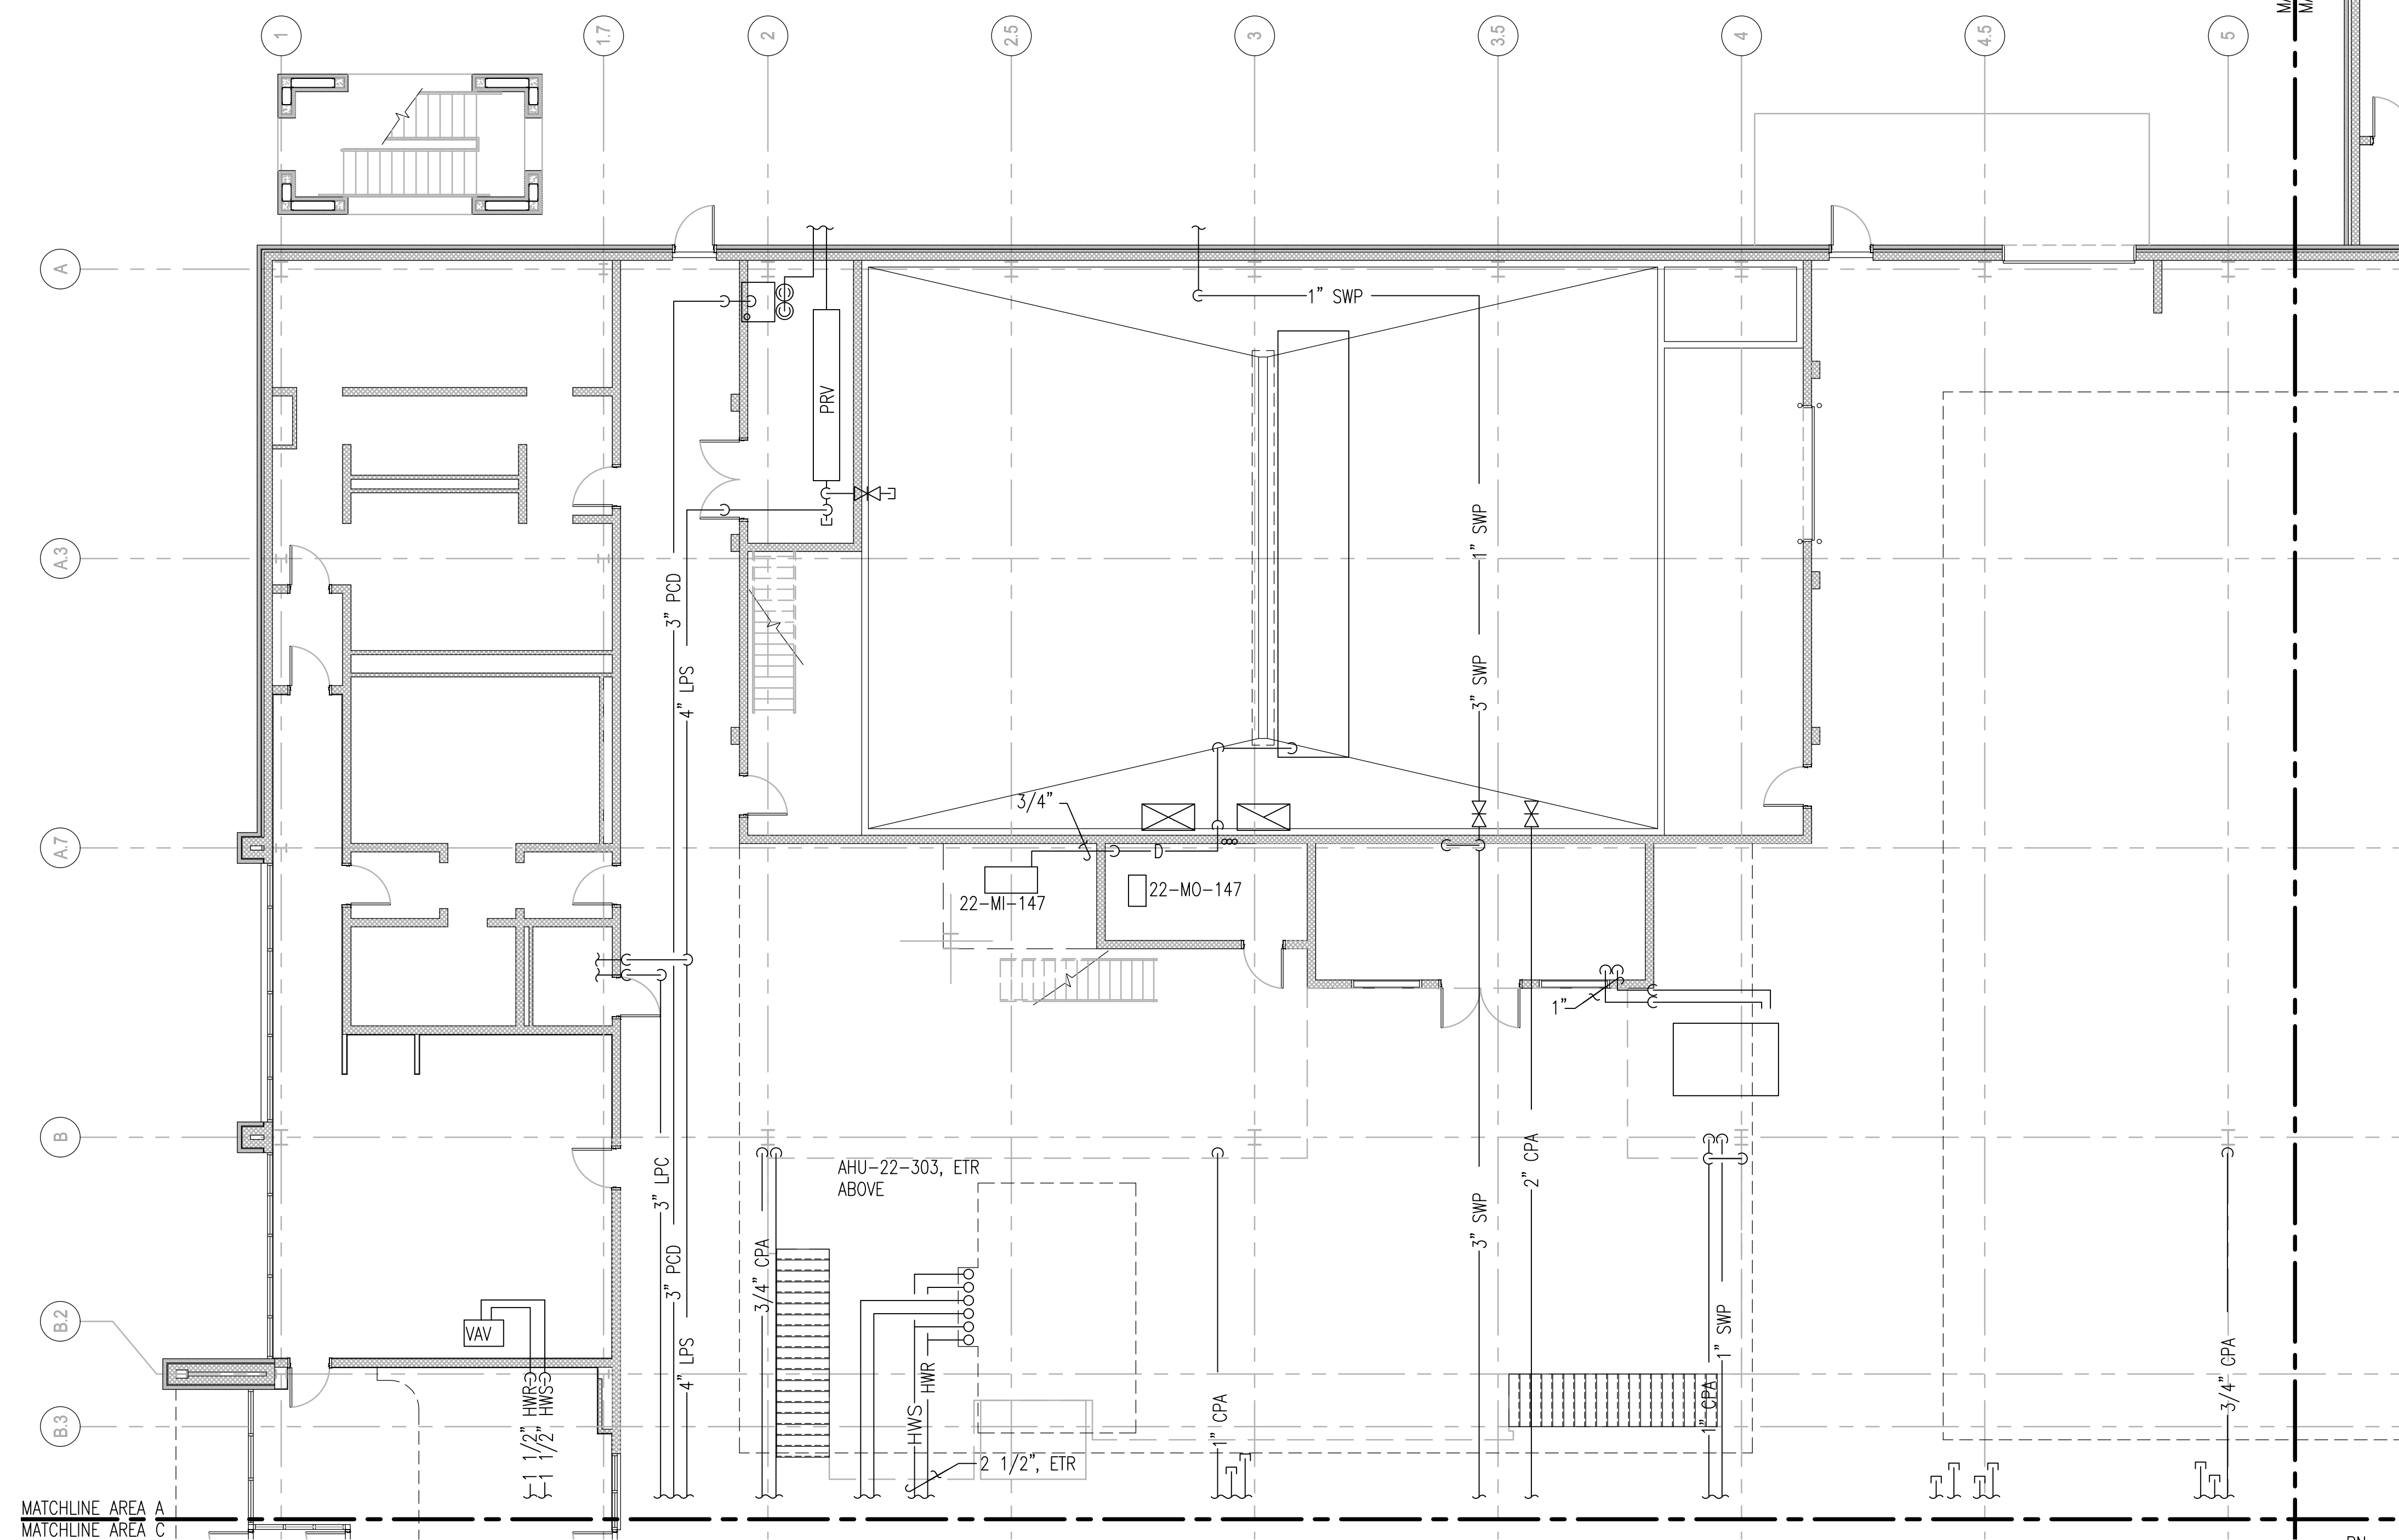 1
1.7
2
2.5
3
3.5
4
4.5
5
MA
MA
A
1" SWP
PRV
1" SWP
A.3
3" PCD
4" LPS
3" SWP
3/4"
A.7
22-MI-147
22-MO-147
1"
B
3" LPC
AHU-22-303, ETR
ABOVE
2" CPA
3" SWP
3" PCD
3/4" CPA
B.2
VAV
4" LPS
HWR
1" SWP
3/4" CPA
B.3
1 1/2" HWR
1 1/2" HWS
HWS
1" CPA
1" CPA
2 1/2", ETR
MATCHLINE AREA A
MATCHLINE AREA C